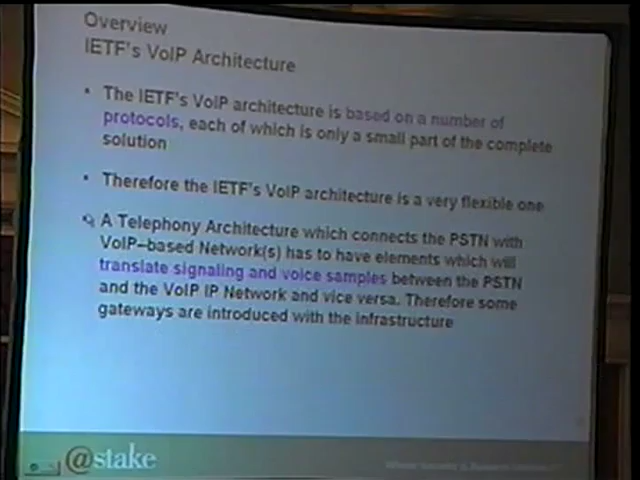 Overview
IETF's VoIP Architecture
• The IETF's VoIP architecture is based on a number of
protocols, each of which is only a small part of the complete
solution
• Therefore the IETF's VoIP architecture is a very flexible one
A Telephony Architecture which connects the PSTN with
VoIP-based Network(s) has to have elements which will
translate signaling and voice samples between the PSTN
and the VoIP IP Network and vice versa. Therefore some
gateways are introduced with the infrastructure
@stake